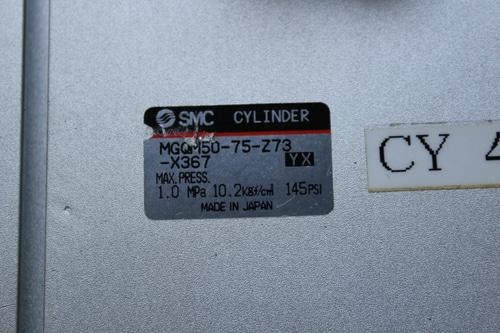 SMC CYLINDER
MGQM50-75-Z73
-X367 YX
MAX.PRESS.
1.0 MPa 10.2kgf/cm² 145PSI
MADE IN JAPAN
CY 4